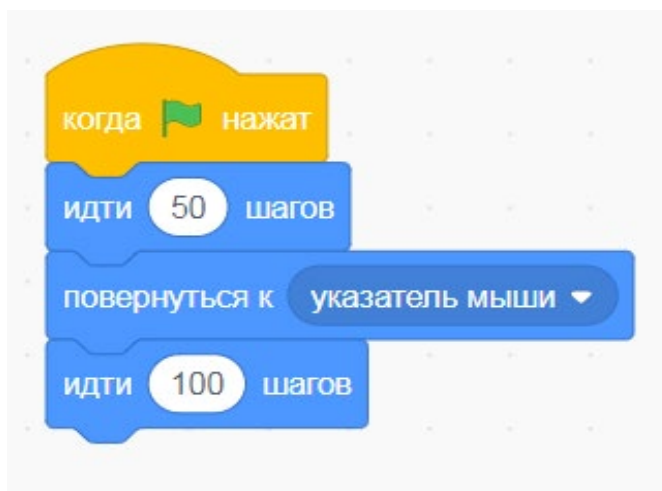 когда нажат
идти 50 шагов
повернуться к указатель мыши
идти 100 шагов